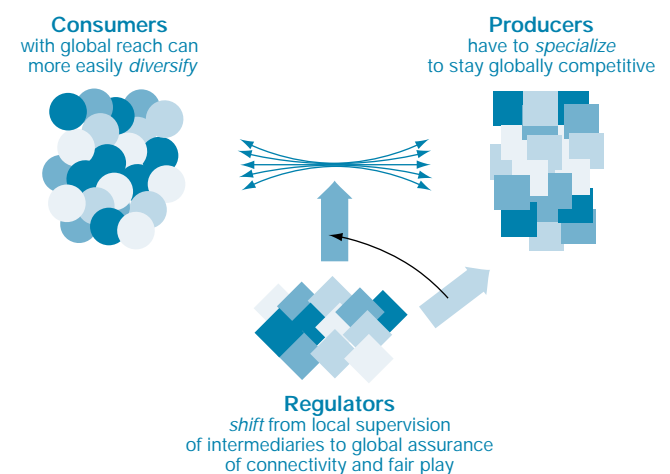 Consumers
with global reach can
more easily diversify
Producers
have to specialize
to stay globally competitive
Regulators
shift from local supervision
of intermediaries to global assurance
of connectivity and fair play